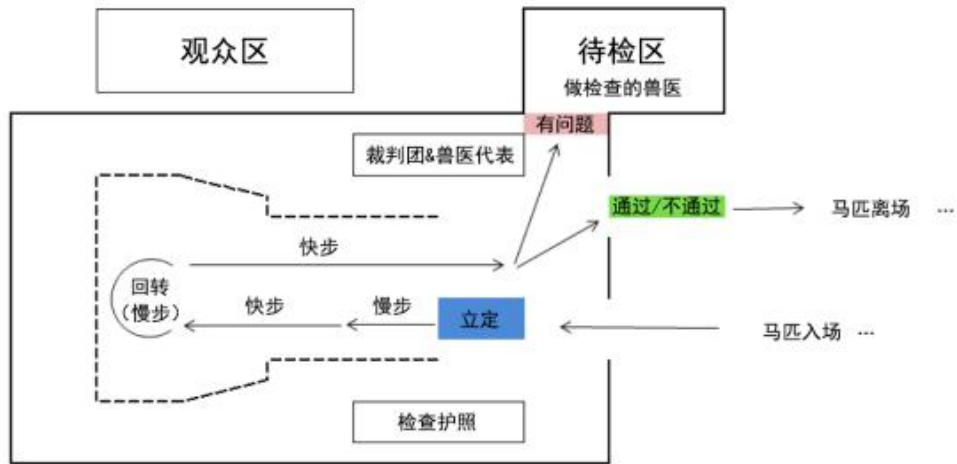 观众区
待检区
做检查的兽医
有问题
裁判团&兽医代表
通过/不通过
马匹离场 …
快步
回转
（慢步）
快步
慢步
立定
马匹入场 …
检查护照